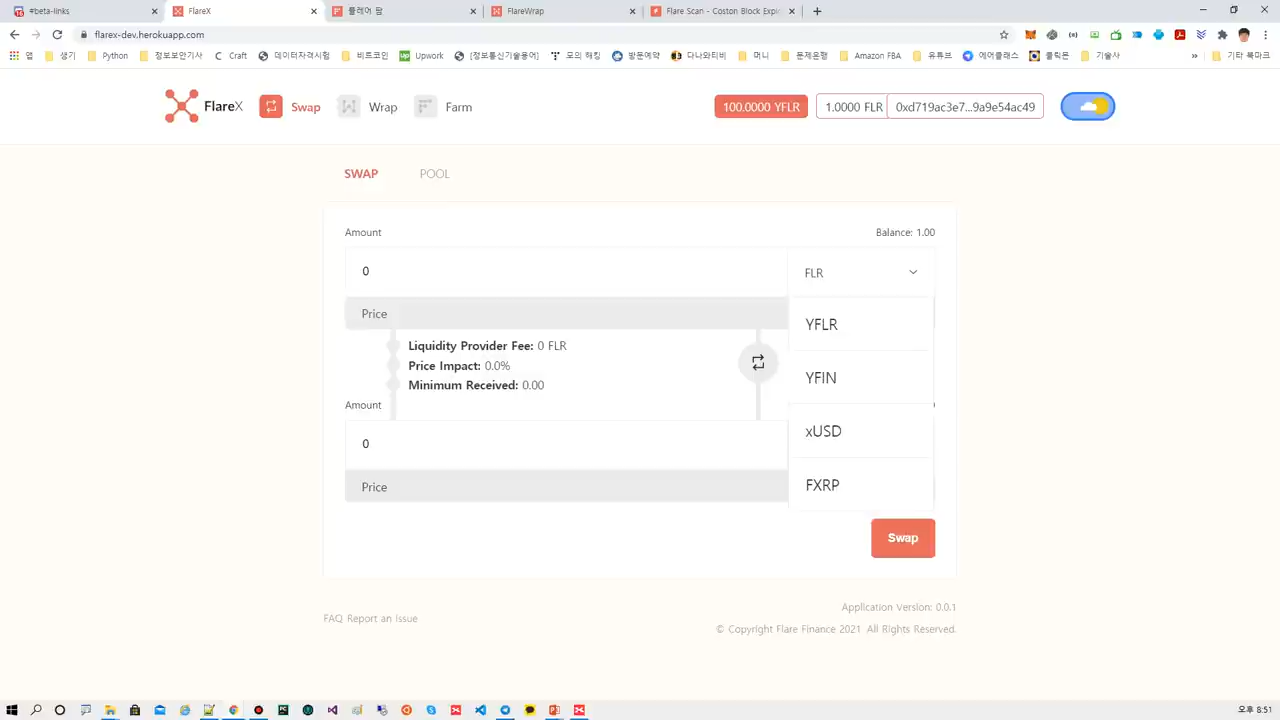 #beta-links
FlareX
플레어 팜
FlareWrap
Flare Scan - Coston Block Explo
flarex-dev.herokuapp.com
앱
생기
Python
정보보안기사
Craft
데이터자격시험
비트코인
Upwork
[정보통신기술용어]
모의 해킹
방문예약
다나와티비
머니
문제은행
Amazon FBA
유튜브
에어클래스
클릭몬
기술사
기타 북마크
FlareX
Swap
Wrap
Farm
100.0000 YFLR
1.0000 FLR
0xd719ac3e7...9a9e54ac49
SWAP
POOL
Amount
Balance: 1.00
0
FLR
Price
YFLR
Liquidity Provider Fee: 0 FLR
Price Impact: 0.0%
Minimum Received: 0.00
YFIN
Amount
xUSD
0
Price
FXRP
Swap
FAQ Report an Issue
Application Version: 0.0.1
© Copyright Flare Finance 2021 All Rights Reserved.
오후 8:51